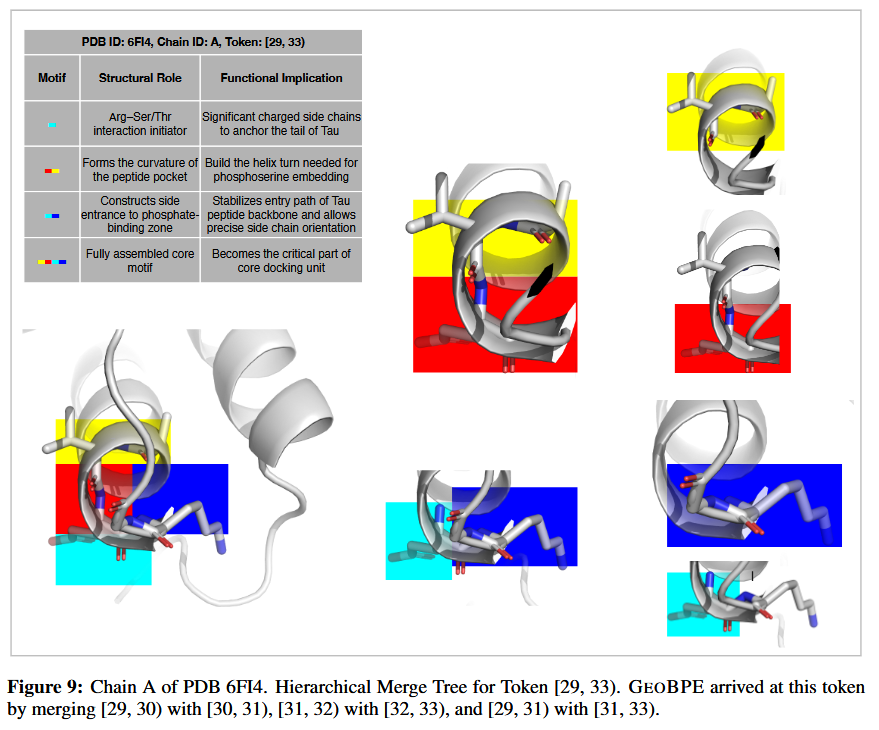 PDB ID: 6FI4, Chain ID: A, Token: [29, 33)
Motif Structural Role Functional Implication
Arg–Ser/Thr
interaction initiator
Significant charged side chains
to anchor the tail of Tau
Forms the curvature of
the peptide pocket
Build the helix turn needed for
phosphoserine embedding
Constructs side
entrance to phosphate-
binding zone
Stabilizes entry path of Tau
peptide backbone and allows
precise side chain orientation
Fully assembled core
motif
Becomes the critical part of
core docking unit
Figure 9: Chain A of PDB 6FI4. Hierarchical Merge Tree for Token [29, 33). GEOBPE arrived at this token
by merging [29, 30) with [30, 31), [31, 32) with [32, 33), and [29, 31) with [31, 33).